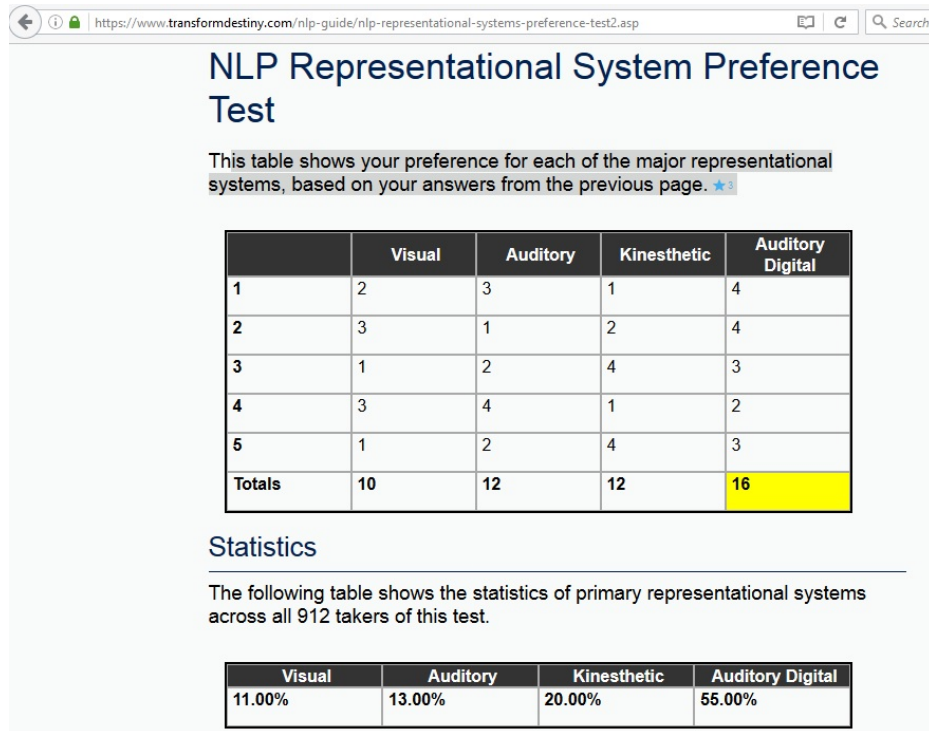 https://www.transformdestiny.com/nlp-guide/nlp-representational-systems-preference-test2.asp
Search
NLP Representational System Preference
Test
This table shows your preference for each of the major representational
systems, based on your answers from the previous page. 3
Visual Auditory Kinesthetic Auditory Digital
1 2 3 1 4
2 3 1 2 4
3 1 2 4 3
4 3 4 1 2
5 1 2 4 3
Totals 10 12 12 16
Statistics
The following table shows the statistics of primary representational systems
across all 912 takers of this test.
Visual Auditory Kinesthetic Auditory Digital
11.00% 13.00% 20.00% 55.00%